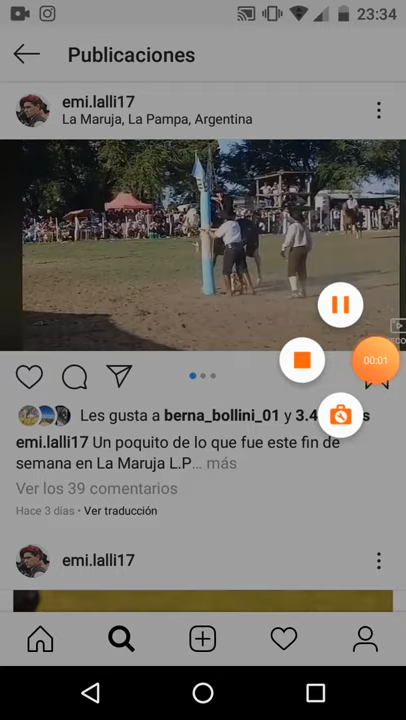 23:34
Publicaciones
emi.lalli17
La Maruja, La Pampa, Argentina
00:01
Les gusta a berna_bollini_01 y 3.4
emi.lalli17 Un poquito de lo que fue este fin de
semana en La Maruja L.P... más
Ver los 39 comentarios
Hace 3 días • Ver traducción
emi.lalli17